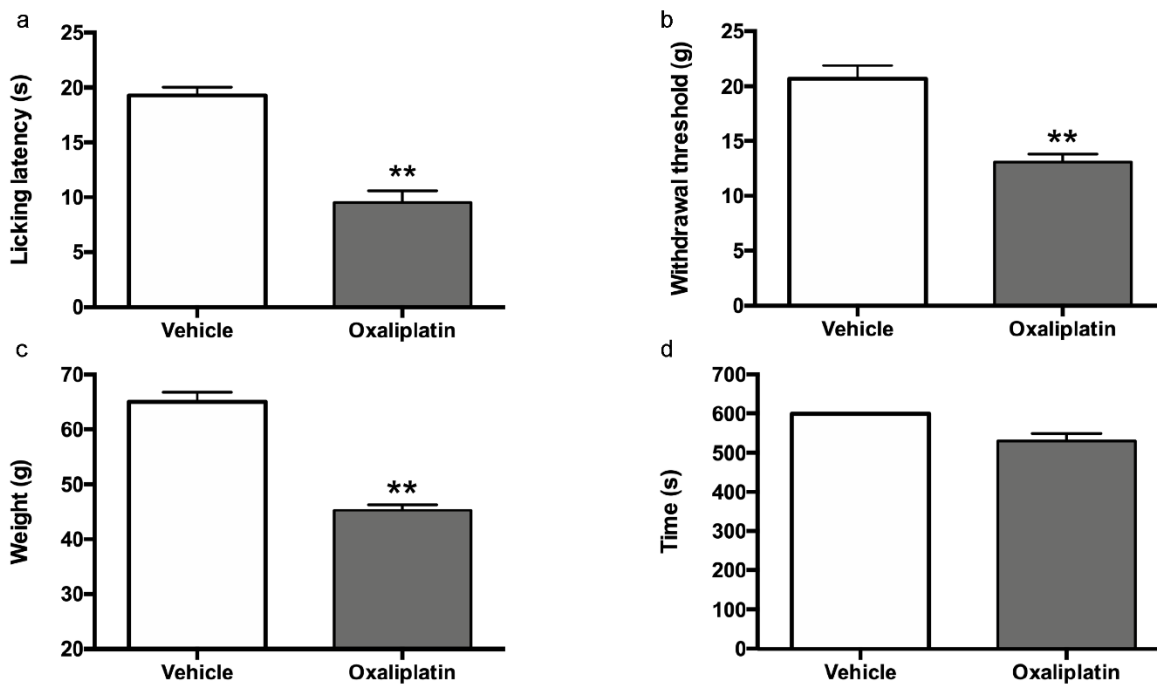 a
Licking latency (s)
25
20
15
10
5
0
**
Vehicle
Oxaliplatin
b
Withdrawal threshold (g)
25
20
15
10
5
0
**
Vehicle
Oxaliplatin
c
Weight (g)
70
60
50
40
30
20
**
Vehicle
Oxaliplatin
d
Time (s)
700
600
500
400
300
200
100
0
Vehicle
Oxaliplatin